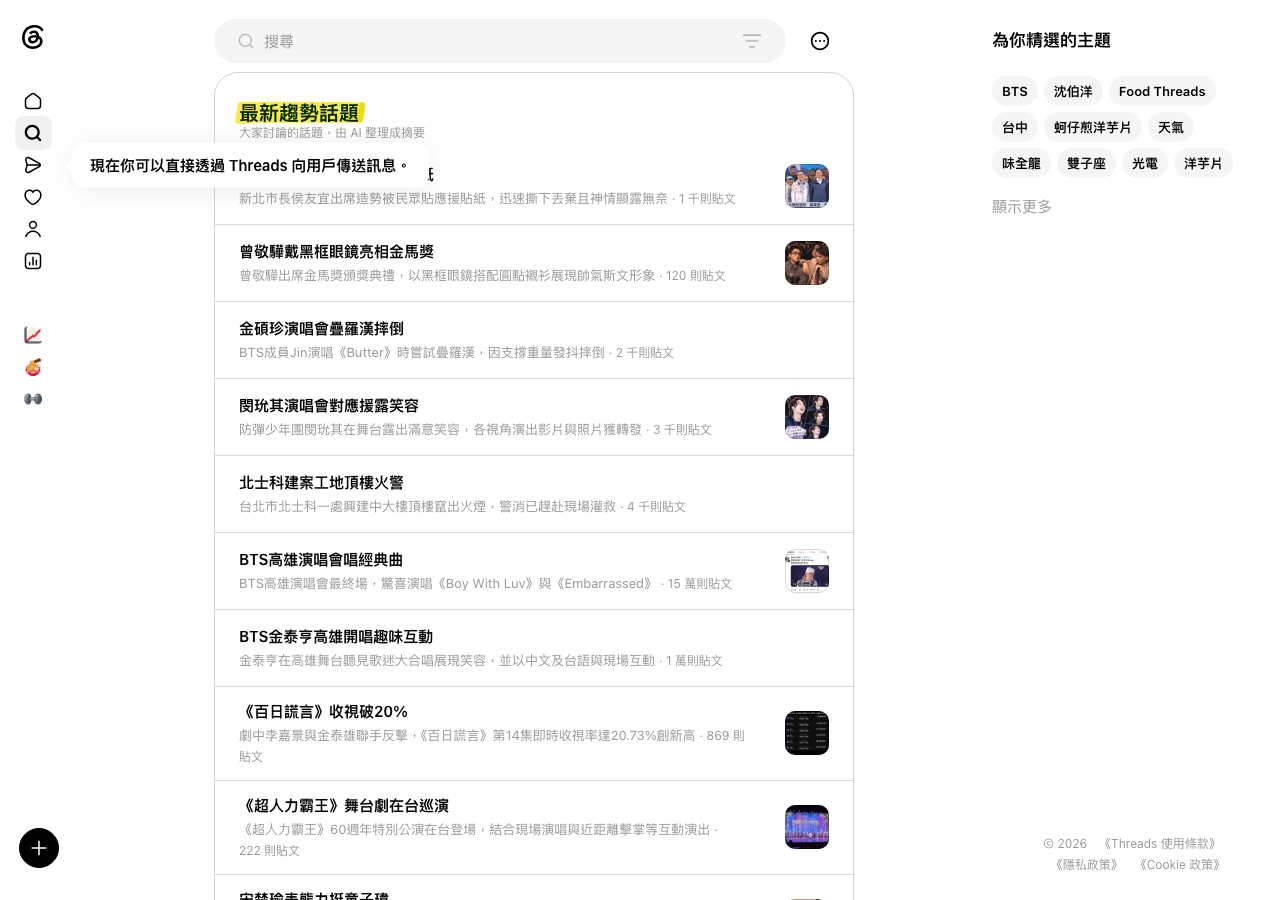 搜尋
最新趨勢話題
大家討論的話題，由 AI 整理成摘要
現在你可以直接透過 Threads 向用戶傳送訊息。
新北市長侯友宜出席造勢被民眾貼應援貼紙，迅速撕下丟棄且神情顯露無奈 · 1 千則貼文
曾敬驊戴黑框眼鏡亮相金馬獎
曾敬驊出席金馬獎頒獎典禮，以黑框眼鏡搭配圓點襯衫展現帥氣斯文形象 · 120 則貼文
金碩珍演唱會疊羅漢摔倒
BTS成員Jin演唱《Butter》時嘗試疊羅漢，因支撐重量發抖摔倒 · 2 千則貼文
閔玧其演唱會對應援露笑容
防彈少年團閔玧其在舞台露出滿意笑容，各視角演出影片與照片獲轉發 · 3 千則貼文
北士科建案工地頂樓火警
台北市北士科一處興建中大樓頂樓竄出火煙，警消已趕赴現場灌救 · 4 千則貼文
BTS高雄演唱會唱經典曲
BTS高雄演唱會最終場，驚喜演唱《Boy With Luv》與《Embarrassed》 · 15 萬則貼文
BTS金泰亨高雄開唱趣味互動
金泰亨在高雄舞台聽見歌迷大合唱展現笑容，並以中文及台語與現場互動 · 1 萬則貼文
《百日謊言》收視破20%
劇中李嘉景與金泰雄聯手反擊，《百日謊言》第14集即時收視率達20.73%創新高 · 869 則
貼文
《超人力霸王》舞台劇在台巡演
《超人力霸王》60週年特別公演在台登場，結合現場演唱與近距離擊掌等互動演出 ·
222 則貼文
為你精選的主題
BTS 沈伯洋 Food Threads
台中 蚵仔煎洋芋片 天氣
味全龍 雙子座 光電 洋芋片
顯示更多
© 2026 《Threads 使用條款》
《隱私政策》 《Cookie 政策》